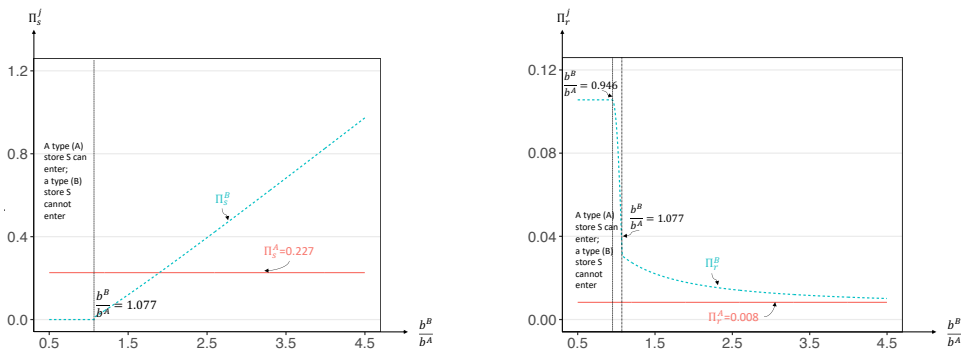 Π_s^j
1.2
0.8
0.4
0.0
A type (A)
store S can
enter;
a type (B)
store S
cannot
enter
Π_s^B
Π_s^A=0.227
b^B/b^A = 1.077
0.5 1.5 2.5 3.5 4.5
b^B/b^A
Π_r^j
0.12
0.08
0.04
0.00
b^B/b^A = 0.946
A type (A)
store S can
enter;
a type (B)
store S
cannot
enter
b^B/b^A = 1.077
Π_r^B
Π_r^A=0.008
0.5 1.5 2.5 3.5 4.5
b^B/b^A